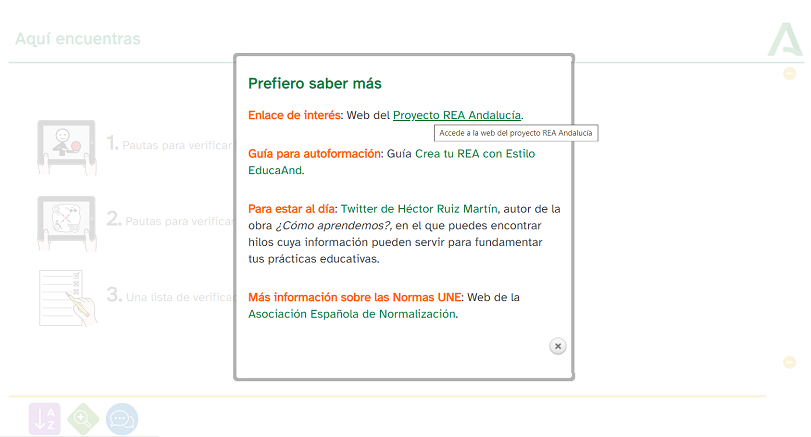 Aquí encuentras
Prefiero saber más
Enlace de interés: Web del Proyecto REA Andalucía.
Accede a la web del proyecto REA Andalucía
1. Pautas para verificar
Guía para autoformación: Guía Crea tu REA con Estilo
EducaAnd.
Para estar al día: Twitter de Héctor Ruiz Martín, autor de la
2. Pautas para verificar
obra ¿Cómo aprendemos?, en el que puedes encontrar
hilos cuya información pueden servir para fundamentar
tus prácticas educativas.
3. Una lista de verifica
Más información sobre las Normas UNE: Web de la
Asociación Española de Normalización.
A
Z